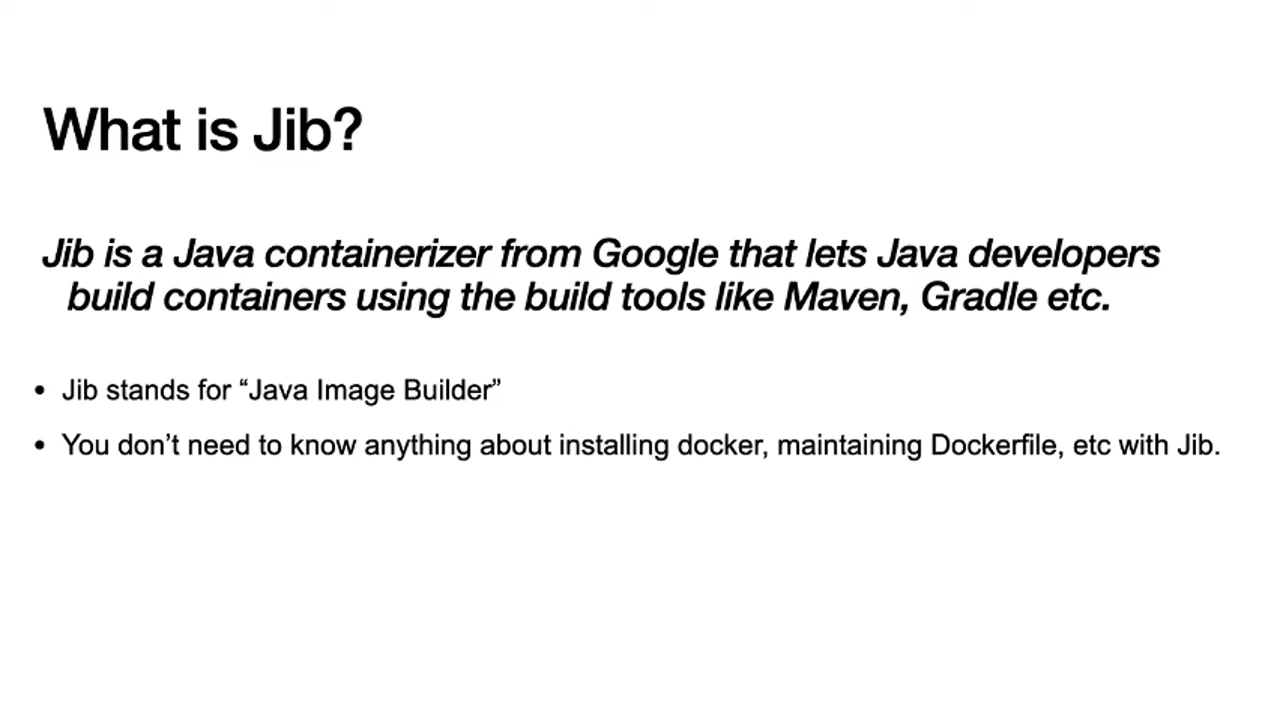 What is Jib?
Jib is a Java containerizer from Google that lets Java developers
build containers using the build tools like Maven, Gradle etc.
• Jib stands for “Java Image Builder”
• You don’t need to know anything about installing docker, maintaining Dockerfile, etc with Jib.